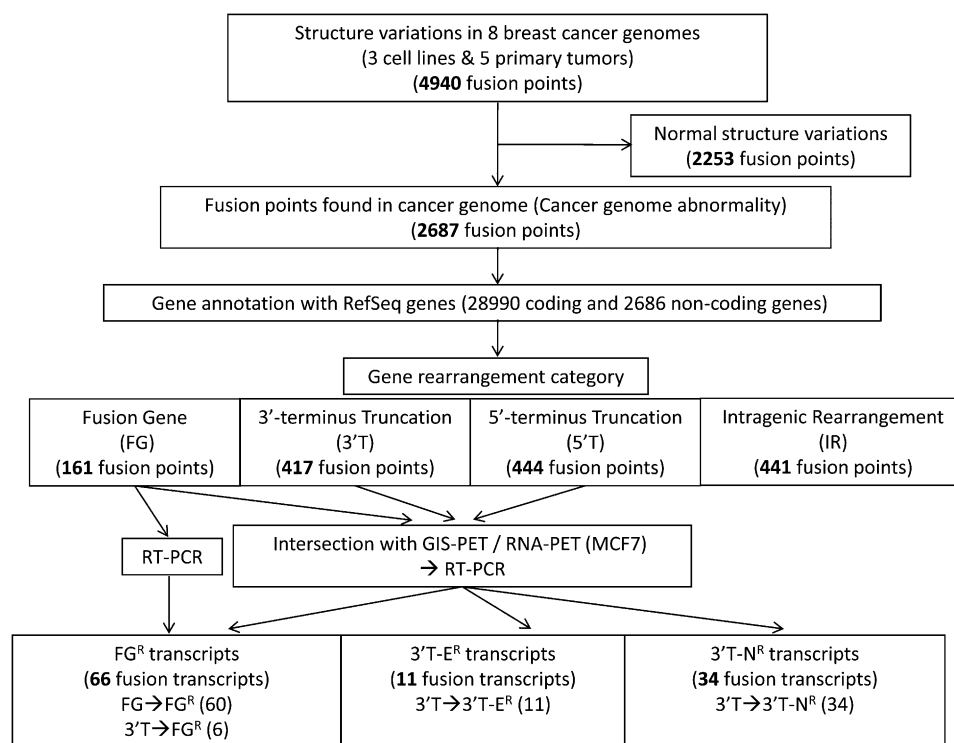 Structure variations in 8 breast cancer genomes
(3 cell lines & 5 primary tumors)
(4940 fusion points)
Normal structure variations
(2253 fusion points)
Fusion points found in cancer genome (Cancer genome abnormality)
(2687 fusion points)
Gene annotation with RefSeq genes (28990 coding and 2686 non-coding genes)
Gene rearrangement category
Fusion Gene
(FG)
(161 fusion points)
3’-terminus Truncation
(3’T)
(417 fusion points)
5’-terminus Truncation
(5’T)
(444 fusion points)
Intragenic Rearrangement
(IR)
(441 fusion points)
RT-PCR
Intersection with GIS-PET / RNA-PET (MCF7)
→ RT-PCR
FGᴿ transcripts
(66 fusion transcripts)
FG→FGᴿ (60)
3’T→FGᴿ (6)
3’T-Eᴿ transcripts
(11 fusion transcripts)
3’T→3’T-Eᴿ (11)
3’T-Nᴿ transcripts
(34 fusion transcripts)
3’T→3’T-Nᴿ (34)